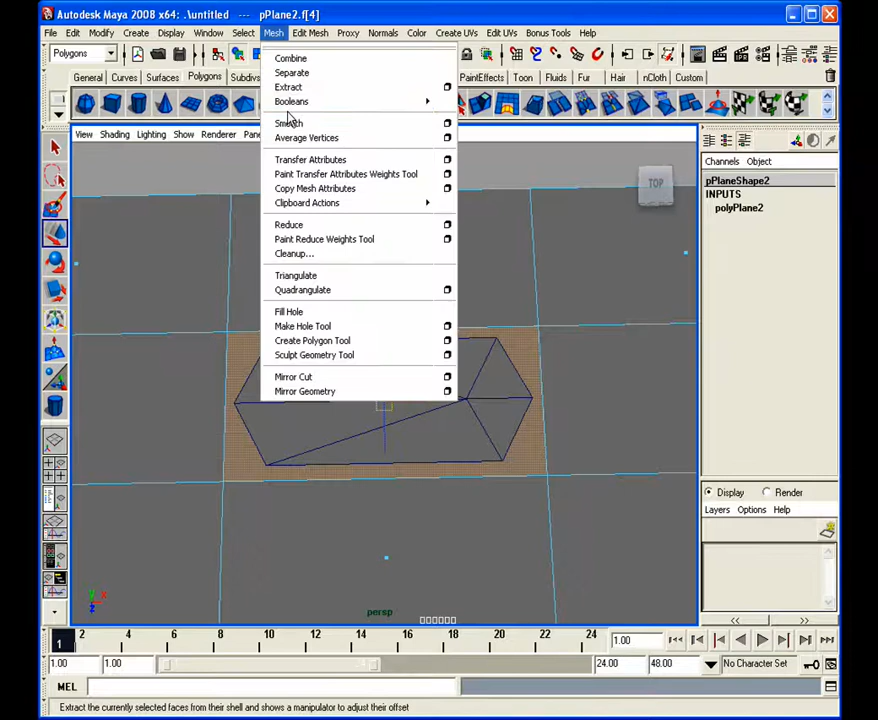 Autodesk Maya 2008 x64: .\untitled --- pPlane2.f[4]
File Edit Modify Create Display Window Select Mesh Edit Mesh Proxy Normals Color Create UVs Edit UVs Bonus Tools Help
Polygons
General Curves Surfaces Polygons Subdivs PaintEffects Toon Fluids Fur Hair nCloth Custom
View Shading Lighting Show Renderer Pan
Combine
Separate
Extract
Booleans
Smooth
Average Vertices
Transfer Attributes
Paint Transfer Attributes Weights Tool
Copy Mesh Attributes
Clipboard Actions
Reduce
Paint Reduce Weights Tool
Cleanup...
Triangulate
Quadrangulate
Fill Hole
Make Hole Tool
Create Polygon Tool
Sculpt Geometry Tool
Mirror Cut
Mirror Geometry
TOP
Channels Object
pPlaneShape2
INPUTS
polyPlane2
Display Render
Layers Options Help
y
x
z
persp
<< >>
1 2 4 6 8 10 12 14 16 18 20 22 24 1.00
1.00 1.00 24.00 48.00 No Character Set
MEL
Extract the currently selected faces from their shell and shows a manipulator to adjust their offset